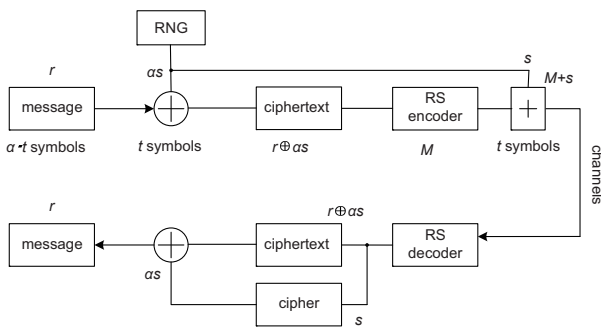 RNG
r
αs
s
M+s
message
ciphertext
RS
encoder
+
α•t symbols
t symbols
r⊕αs
M
t symbols
channels
r
r⊕αs
message
ciphertext
RS
decoder
αs
cipher
s